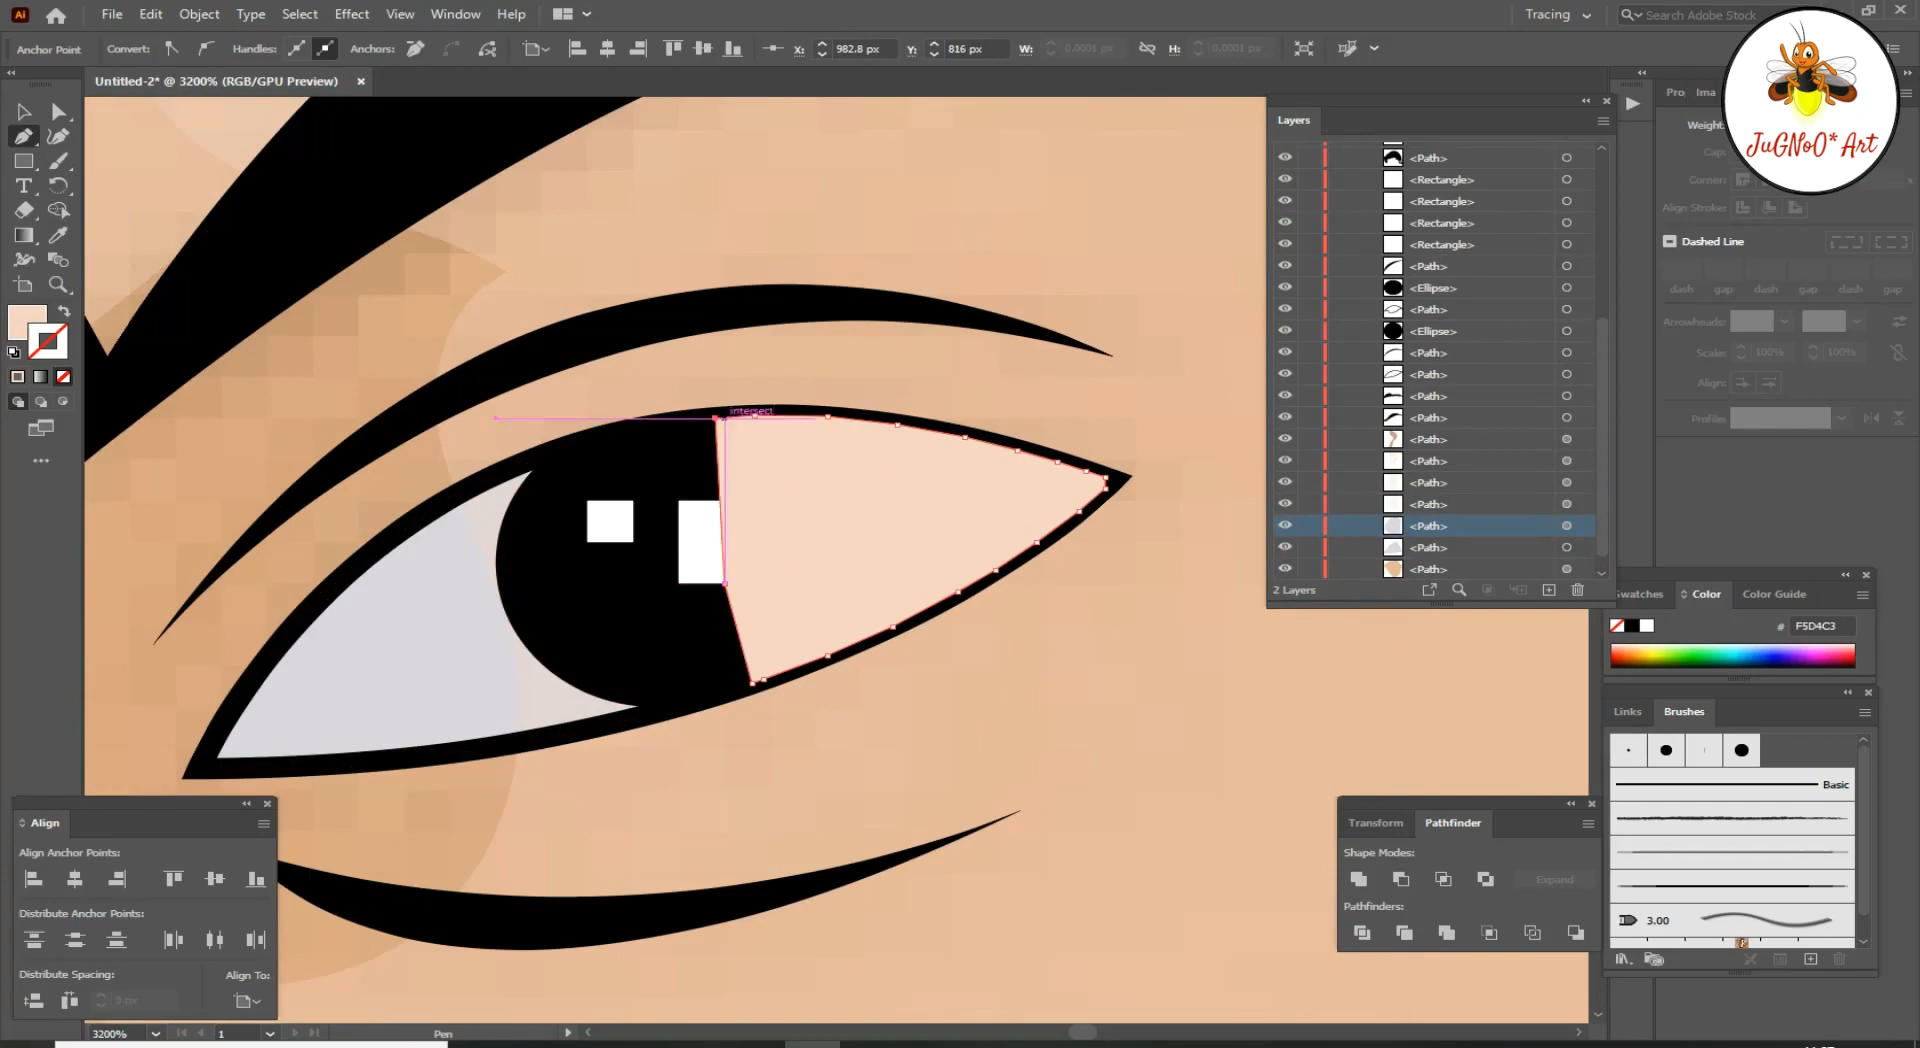 Ai File Edit Object Type Select Effect View Window Help Tracing Search Adobe Stock
Anchor Point Convert: Handles: Anchors: X: 982.8 px Y: 816 px W: 0.0001 px H: 0.0001 px
Untitled-2* @ 3200% (RGB/GPU Preview)
JuGNoO* Art
Pro Ima
Weight:
Cap:
Corner:
Align Stroke:
Dashed Line
dash gap dash gap dash gap
Arrowheads:
Scale: 100% 100%
Align:
Profile:
Layers
<Path>
<Rectangle>
<Rectangle>
<Rectangle>
<Rectangle>
<Path>
<Ellipse>
<Path>
<Ellipse>
<Path>
<Path>
<Path>
<Path>
<Path>
<Path>
<Path>
<Path>
<Path>
<Path>
<Path>
2 Layers
intersect
Swatches Color Color Guide
# F5D4C3
Links Brushes
Basic
3.00
Align
Align Anchor Points:
Distribute Anchor Points:
Distribute Spacing: Align To:
0 px
Transform Pathfinder
Shape Modes:
Expand
Pathfinders:
3200% 1 Pen